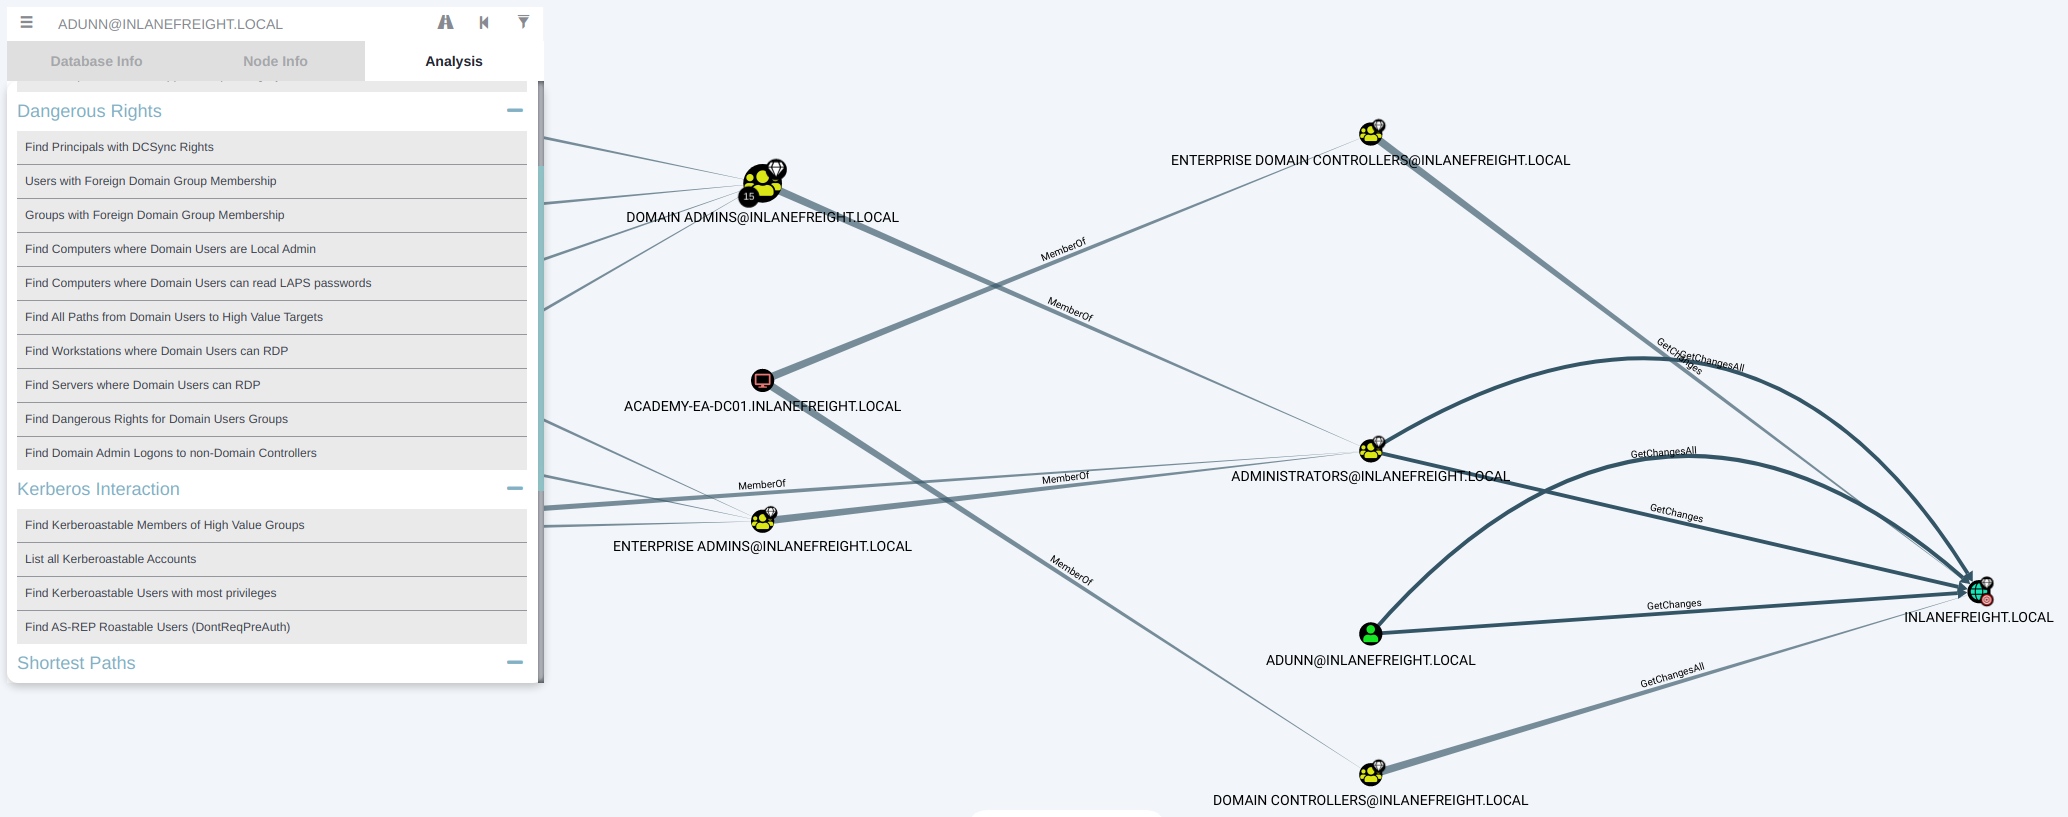 ADUNN@INLANEFREIGHT.LOCAL
Database Info
Node Info
Analysis
Dangerous Rights
Find Principals with DCSync Rights
Users with Foreign Domain Group Membership
Groups with Foreign Domain Group Membership
Find Computers where Domain Users are Local Admin
Find Computers where Domain Users can read LAPS passwords
Find All Paths from Domain Users to High Value Targets
Find Workstations where Domain Users can RDP
Find Servers where Domain Users can RDP
Find Dangerous Rights for Domain Users Groups
Find Domain Admin Logons to non-Domain Controllers
Kerberos Interaction
Find Kerberoastable Members of High Value Groups
List all Kerberoastable Accounts
Find Kerberoastable Users with most privileges
Find AS-REP Roastable Users (DontReqPreAuth)
Shortest Paths
15
DOMAIN ADMINS@INLANEFREIGHT.LOCAL
ACADEMY-EA-DC01.INLANEFREIGHT.LOCAL
MemberOf
ENTERPRISE ADMINS@INLANEFREIGHT.LOCAL
MemberOf
MemberOf
MemberOf
MemberOf
ENTERPRISE DOMAIN CONTROLLERS@INLANEFREIGHT.LOCAL
ADMINISTRATORS@INLANEFREIGHT.LOCAL
ADUNN@INLANEFREIGHT.LOCAL
DOMAIN CONTROLLERS@INLANEFREIGHT.LOCAL
GetChanges
GetChangesAll
GetChangesAll
GetChanges
GetChanges
GetChangesAll
INLANEFREIGHT.LOCAL